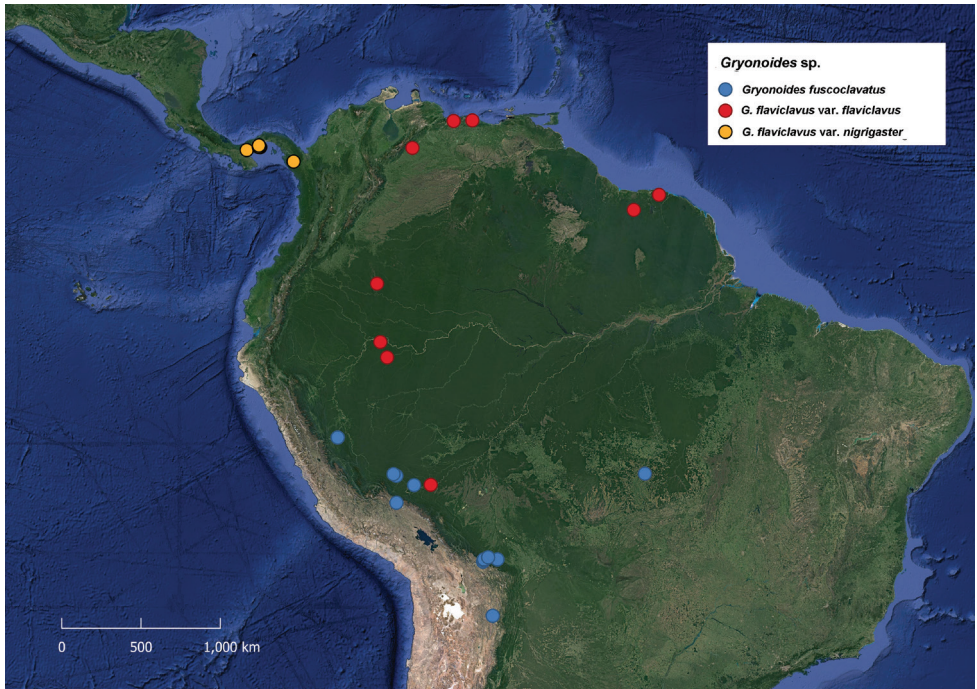 Gryonoides sp.
Gryonoides fuscoclavatus
G. flaviclavus var. flaviclavus
G. flaviclavus var. nigrigaster
0 500 1,000 km